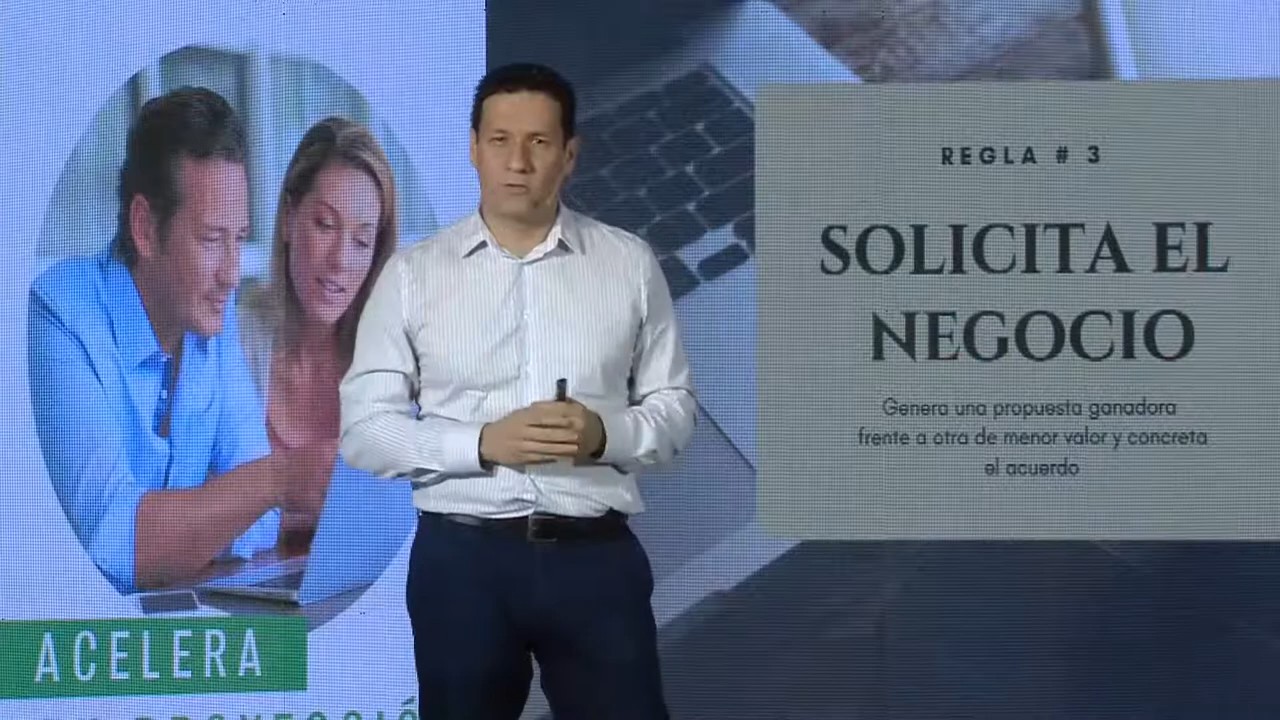 REGLA # 3
SOLICITA EL
NEGOCIO
Genera una propuesta ganadora
frente a otra de menor valor y concreta
el acuerdo
ACELERA